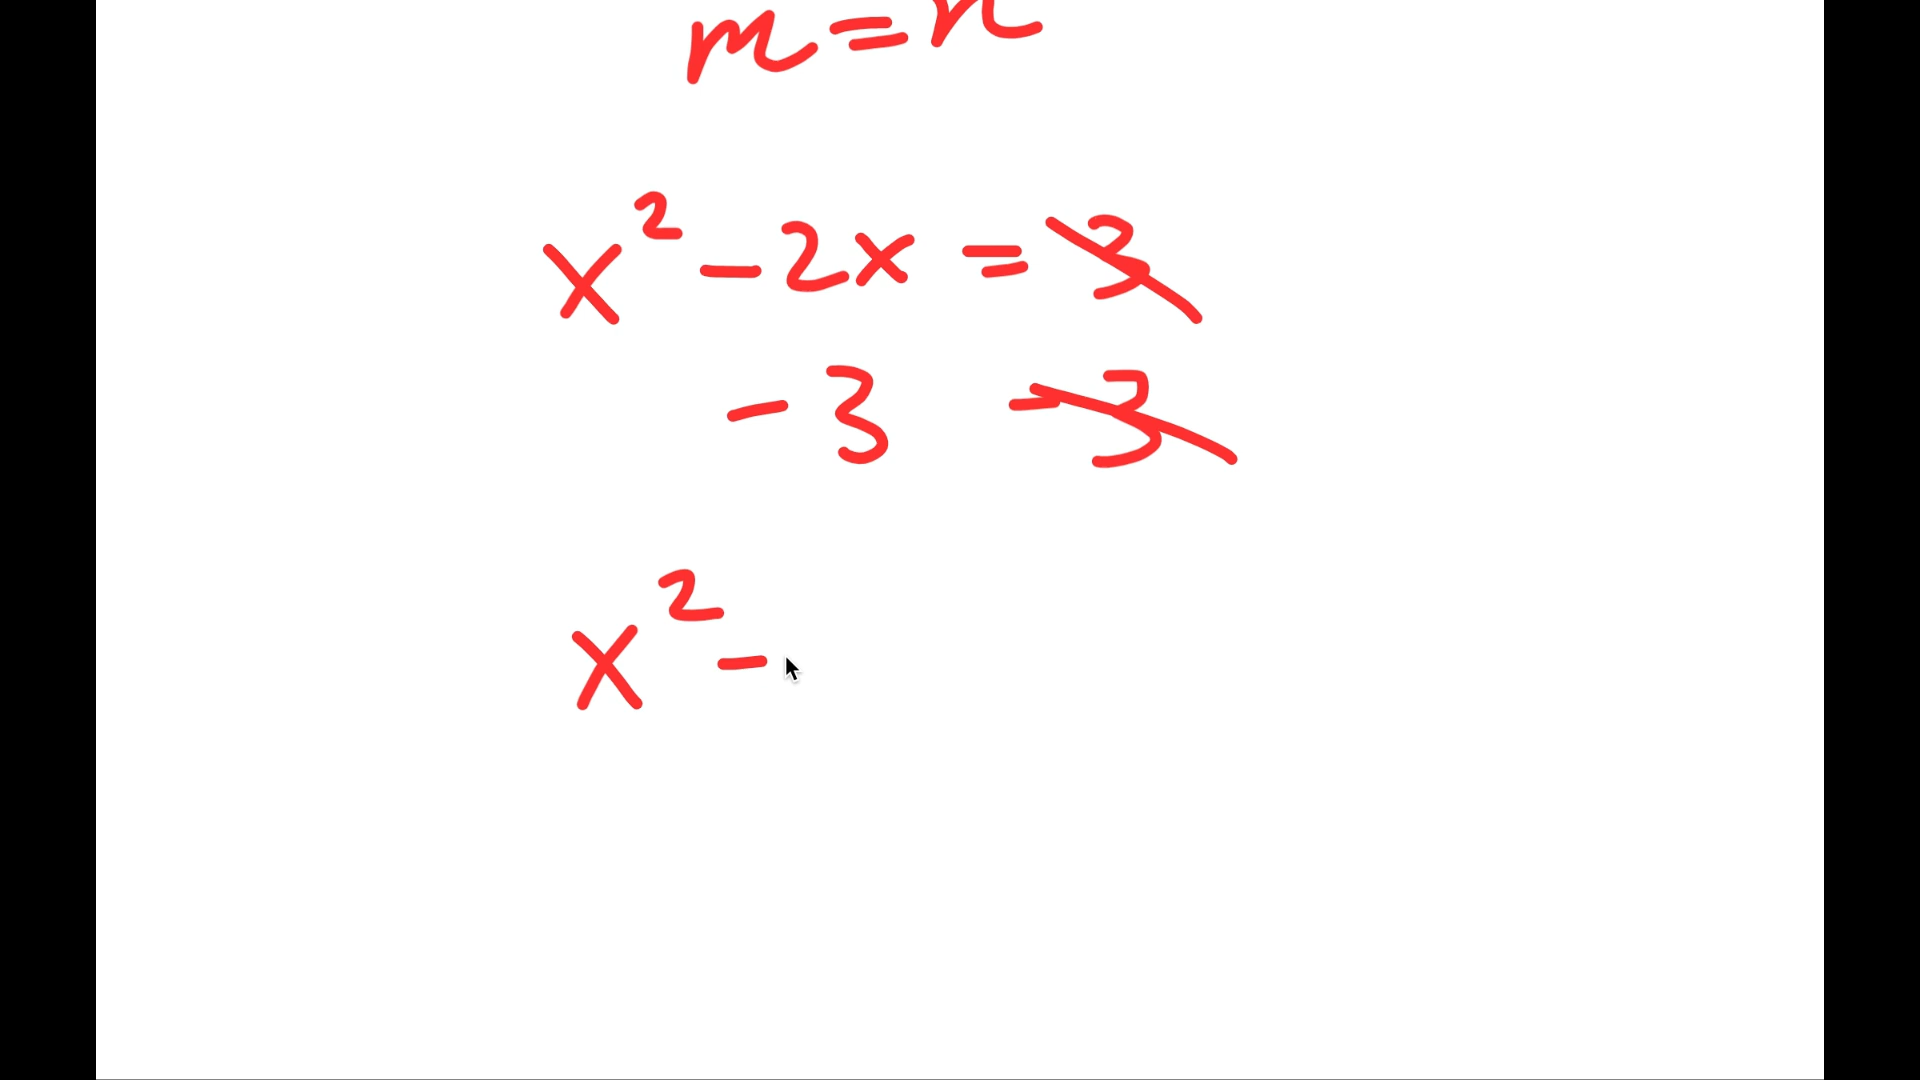 m = n
x² - 2x = 3
- 3 - 3
x² -